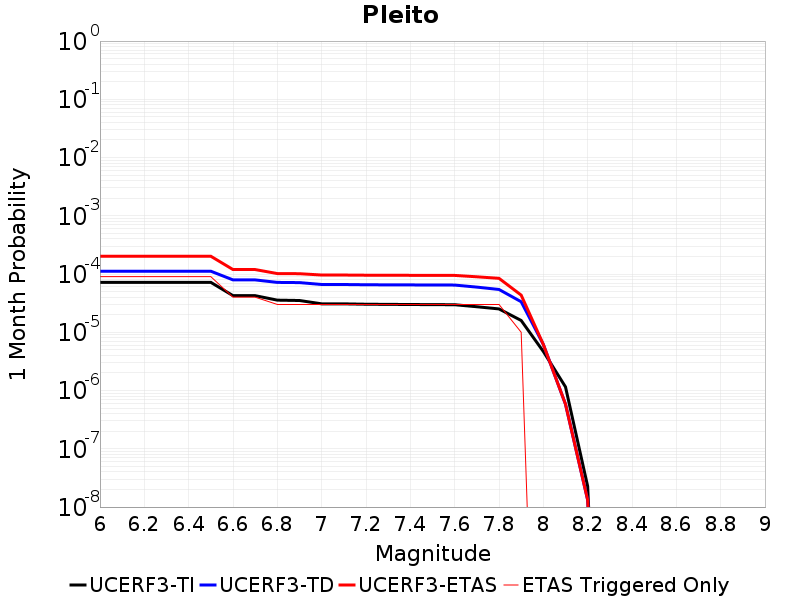 Pleito
1 Month Probability
10^0
10^-1
10^-2
10^-3
10^-4
10^-5
10^-6
10^-7
10^-8
6 6.2 6.4 6.6 6.8 7 7.2 7.4 7.6 7.8 8 8.2 8.4 8.6 8.8 9
Magnitude
UCERF3-TI UCERF3-TD UCERF3-ETAS ETAS Triggered Only